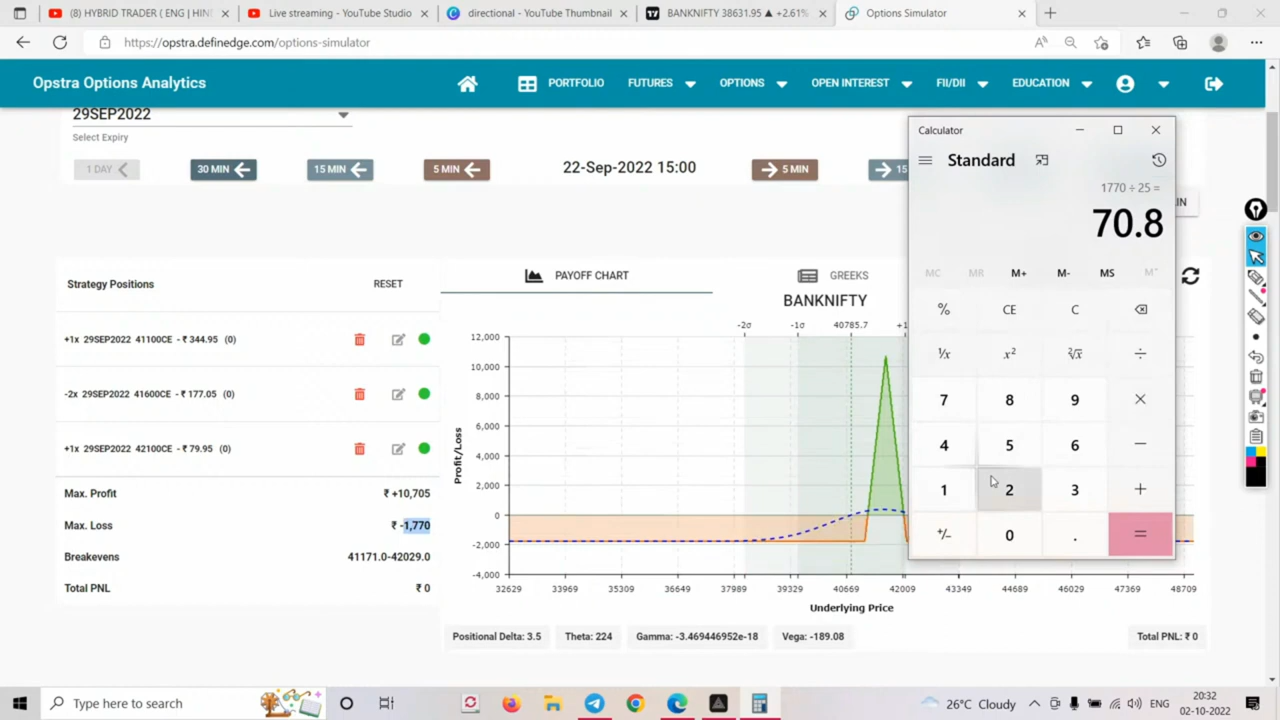 (8) HYBRID TRADER ( ENG | HIN
Live streaming - YouTube Studio
directional - YouTube Thumbnail
BANKNIFTY 38631.95 ▲ +2.61%
Options Simulator
https://opstra.definedge.com/options-simulator
Opstra Options Analytics
PORTFOLIO
FUTURES
OPTIONS
OPEN INTEREST
FII/DII
EDUCATION
29SEP2022
Select Expiry
1 DAY
30 MIN
15 MIN
5 MIN
22-Sep-2022 15:00
5 MIN
15
IN
Calculator
Standard
1770 ÷ 25 =
70.8
MC MR M+ M- MS M˅
% CE C
¹/x x² ²√x ÷
7 8 9 ×
4 5 6 −
1 2 3 +
+/- 0 . =
Strategy Positions
RESET
+1x 29SEP2022 41100CE - ₹ 344.95 (0)
-2x 29SEP2022 41600CE - ₹ 177.05 (0)
+1x 29SEP2022 42100CE - ₹ 79.95 (0)
Max. Profit ₹ +10,705
Max. Loss ₹ -1,770
Breakevens 41171.0-42029.0
Total PNL ₹ 0
PAYOFF CHART
GREEKS
BANKNIFTY
-2σ -1σ 40785.7 +1
12,000
10,000
8,000
6,000
4,000
2,000
0
-2,000
-4,000
Profit/Loss
32629 33969 35309 36649 37989 39329 40669 42009 43349 44689 46029 47369 48709
Underlying Price
Positional Delta: 3.5
Theta: 224
Gamma: -3.469446952e-18
Vega: -189.08
Total PNL: ₹ 0
Type here to search
26°C Cloudy
ENG
20:32
02-10-2022